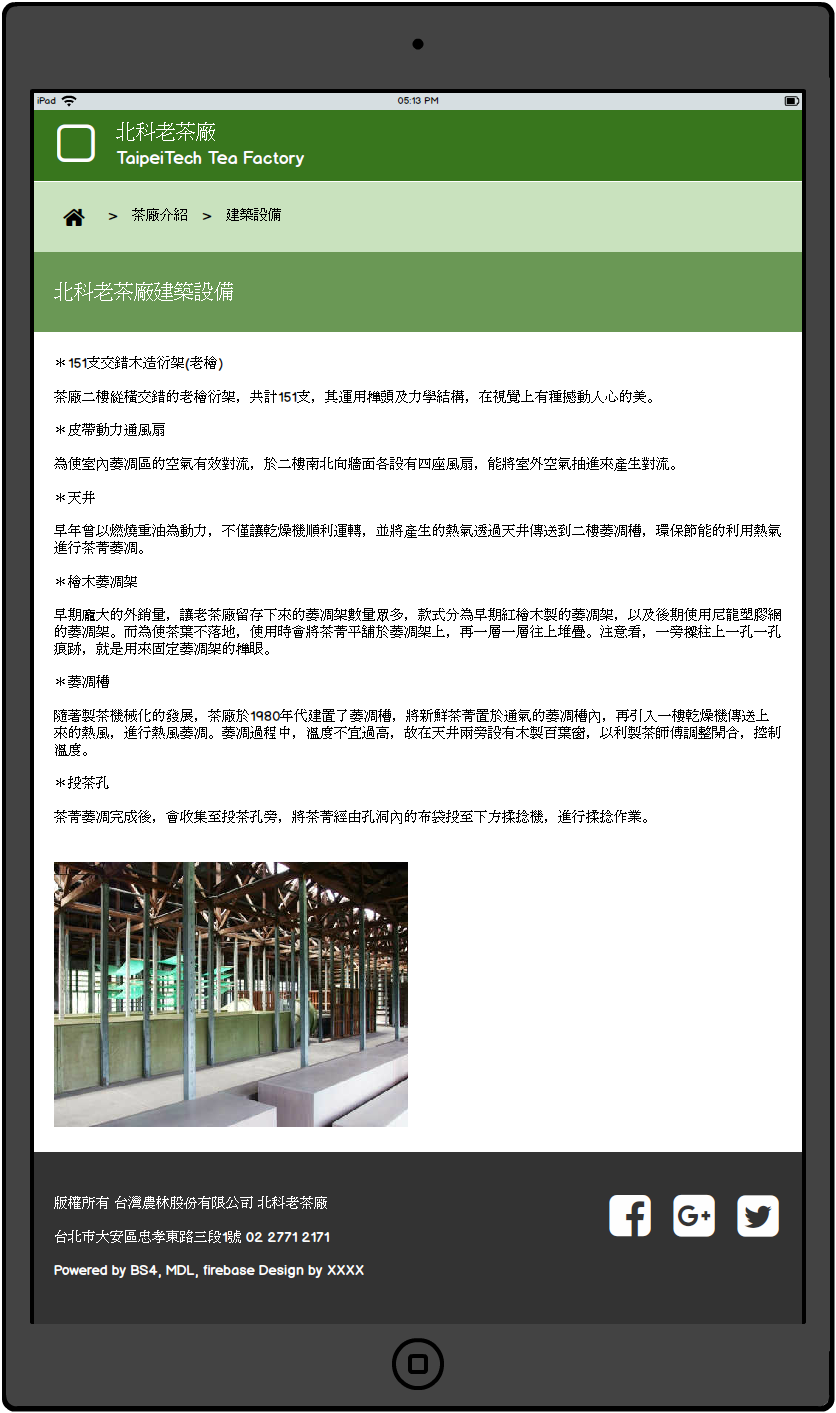 iPad 05:13 PM
北科老茶廠
TaipeiTech Tea Factory
> 茶廠介紹 > 建築設備
北科老茶廠建築設備
＊151支交錯木造衍架(老檜)
茶廠二樓縱橫交錯的老檜衍架，共計151支，其運用榫頭及力學結構，在視覺上有種撼動人心的美。
＊皮帶動力通風扇
為使室內萎凋區的空氣有效對流，於二樓南北向牆面各設有四座風扇，能將室外空氣抽進來產生對流。
＊天井
早年曾以燃燒重油為動力，不僅讓乾燥機順利運轉，並將產生的熱氣透過天井傳送到二樓萎凋槽，環保節能的利用熱氣
進行茶菁萎凋。
＊檜木萎凋架
早期龐大的外銷量，讓老茶廠留存下來的萎凋架數量眾多，款式分為早期紅檜木製的萎凋架，以及後期使用尼龍塑膠網
的萎凋架。而為使茶葉不落地，使用時會將茶菁平舖於萎凋架上，再一層一層往上堆疊。注意看，一旁樑柱上一孔一孔
痕跡，就是用來固定萎凋架的榫眼。
＊萎凋槽
隨著製茶機械化的發展，茶廠於1980年代建置了萎凋槽，將新鮮茶菁置於通氣的萎凋槽內，再引入一樓乾燥機傳送上
來的熱風，進行熱風萎凋。萎凋過程中，溫度不宜過高，故在天井兩旁設有木製百葉窗，以利製茶師傅調整開合，控制
溫度。
＊投茶孔
茶菁萎凋完成後，會收集至投茶孔旁，將茶菁經由孔洞內的布袋投至下方揉捻機，進行揉捻作業。
版權所有 台灣農林股份有限公司 北科老茶廠
台北市大安區忠孝東路三段1號 02 2771 2171
Powered by BS4, MDL, firebase Design by XXXX